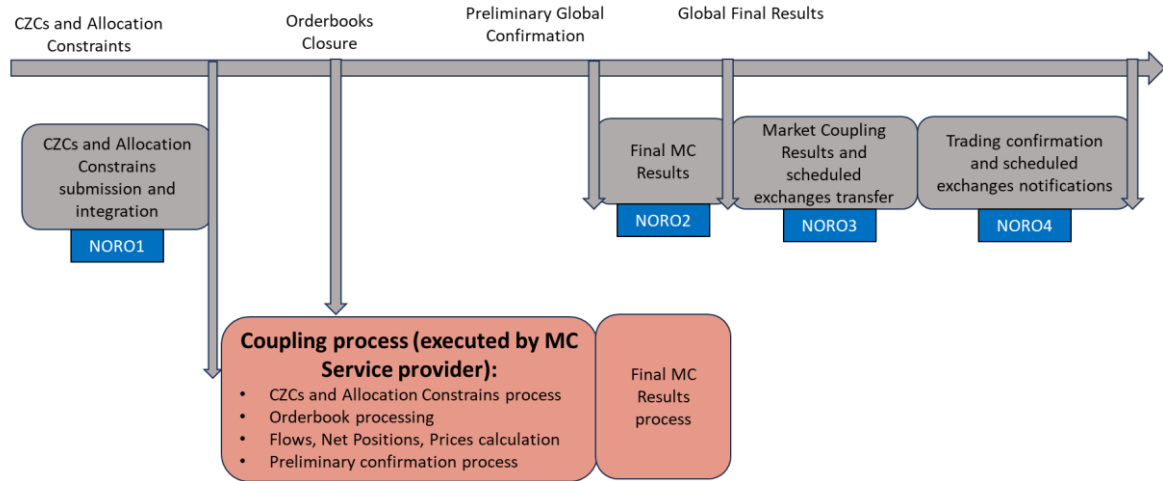 CZCs and Allocation
Constraints
Orderbooks
Closure
Preliminary Global
Confirmation
Global Final Results
CZCs and Allocation
Constrains
submission and
integration
NORO1
Final MC
Results
NORO2
Market Coupling
Results and
scheduled
exchanges transfer
NORO3
Trading confirmation
and scheduled
exchanges notifications
NORO4
Coupling process (executed by MC
Service provider):
• CZCs and Allocation Constrains process
• Orderbook processing
• Flows, Net Positions, Prices calculation
• Preliminary confirmation process
Final MC
Results
process